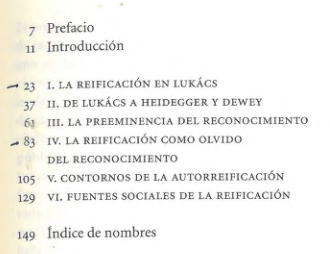 7 Prefacio
11 Introducción
23 I. LA REIFICACIÓN EN LUKÁCS
37 II. DE LUKÁCS A HEIDEGGER Y DEWEY
61 III. LA PREEMINENCIA DEL RECONOCIMIENTO
83 IV. LA REIFICACIÓN COMO OLVIDO
DEL RECONOCIMIENTO
105 V. CONTORNOS DE LA AUTORREIFICACIÓN
129 VI. FUENTES SOCIALES DE LA REIFICACIÓN
149 Índice de nombres